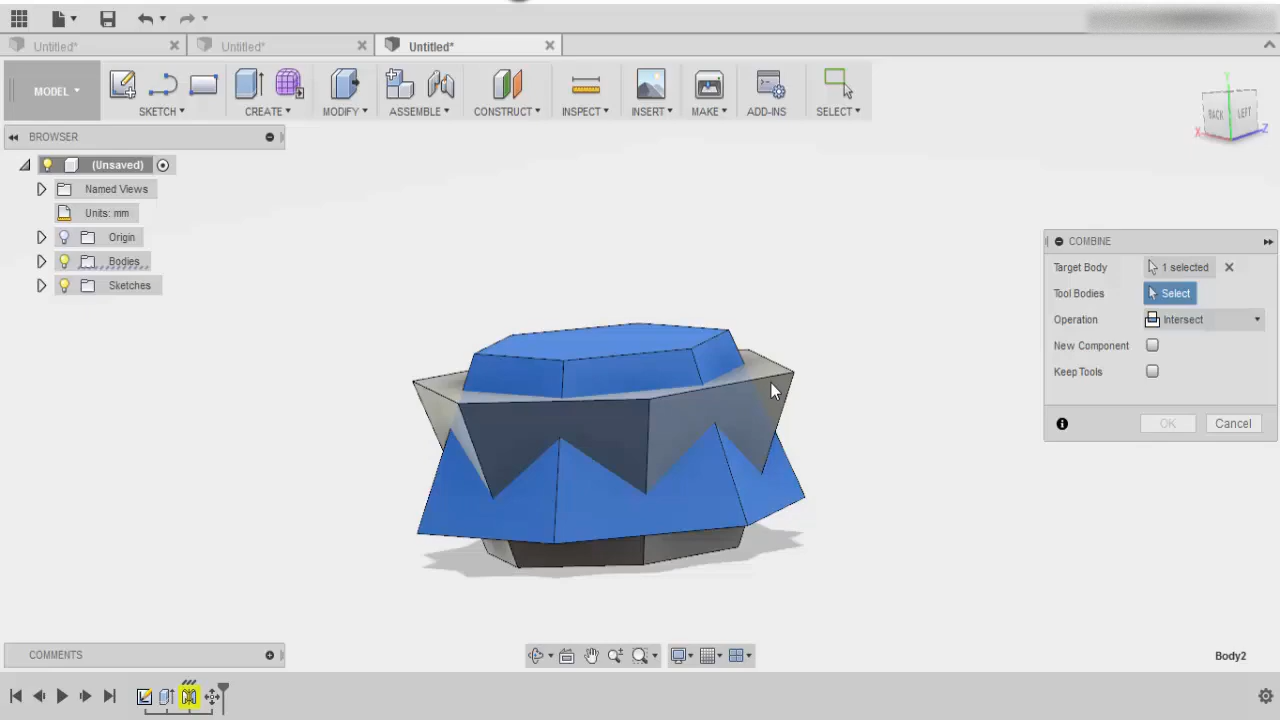 Untitled*
Untitled*
Untitled*
MODEL
SKETCH
CREATE
MODIFY
ASSEMBLE
CONSTRUCT
INSPECT
INSERT
MAKE
ADD-INS
SELECT
BACK
LEFT
Y
X
Z
BROWSER
(Unsaved)
Named Views
Units: mm
Origin
Bodies
Sketches
COMBINE
Target Body
1 selected
Tool Bodies
Select
Operation
Intersect
New Component
Keep Tools
OK
Cancel
COMMENTS
Body2